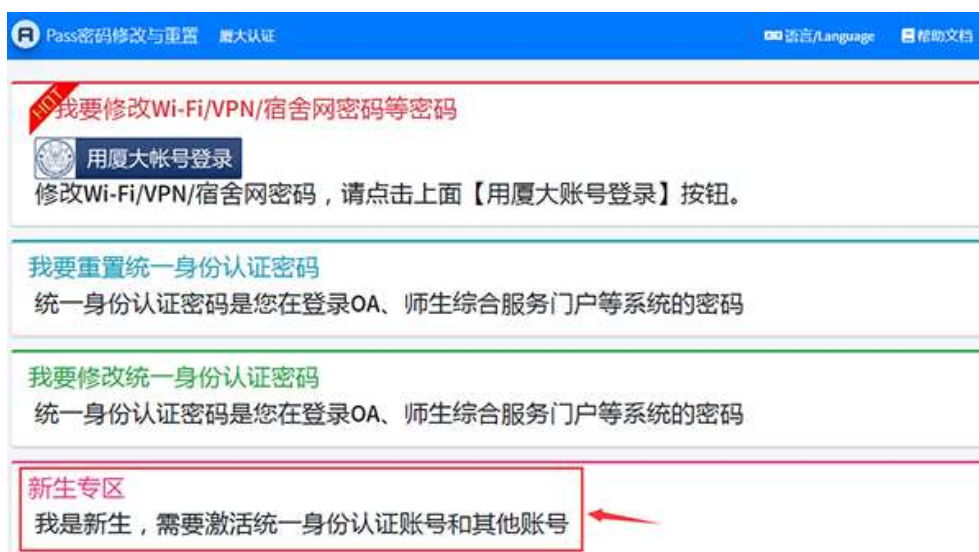 Pass密码修改与重置 厦大认证 语言/Language 帮助文档
HOT
我要修改Wi-Fi/VPN/宿舍网密码等密码
用厦大帐号登录
修改Wi-Fi/VPN/宿舍网密码，请点击上面【用厦大账号登录】按钮。
我要重置统一身份认证密码
统一身份认证密码是您在登录OA、师生综合服务门户等系统的密码
我要修改统一身份认证密码
统一身份认证密码是您在登录OA、师生综合服务门户等系统的密码
新生专区
我是新生，需要激活统一身份认证账号和其他账号